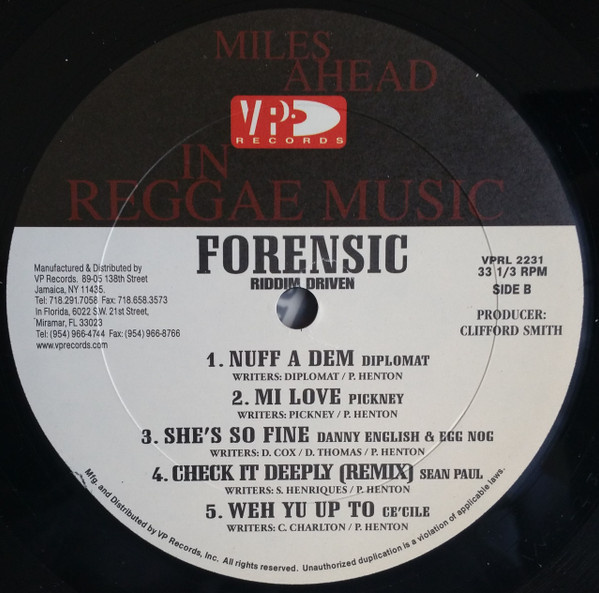 MILES
AHEAD
VP
RECORDS
IN
REGGAE MUSIC
FORENSIC
RIDDIM DRIVEN
Manufactured & Distributed by
VP Records. 89-05 138th Street
Jamaica, NY 11435.
Tel: 718.291.7058 Fax: 718.658.3573
In Florida, 6022 S.W. 21st Street,
Miramar, FL 33023
Tel: (954) 966-4744 Fax: (954) 966-8766
www.vprecords.com
VPRL 2231
33 1/3 RPM
SIDE B
PRODUCER:
CLIFFORD SMITH
1. NUFF A DEM DIPLOMAT
WRITERS: DIPLOMAT / P. HENTON
2. MI LOVE PICKNEY
WRITERS: PICKNEY / P. HENTON
3. SHE'S SO FINE DANNY ENGLISH & EGG NOG
WRITERS: D. COX / D. THOMAS / P. HENTON
4. CHECK IT DEEPLY (REMIX) SEAN PAUL
WRITERS: S. HENRIQUES / P. HENTON
5. WEH YU UP TO CE'CILE
WRITERS: C. CHARLTON / P. HENTON
Mfg. and Distributed by VP Records, Inc. All rights reserved. Unauthorized duplication is a violation of applicable laws.